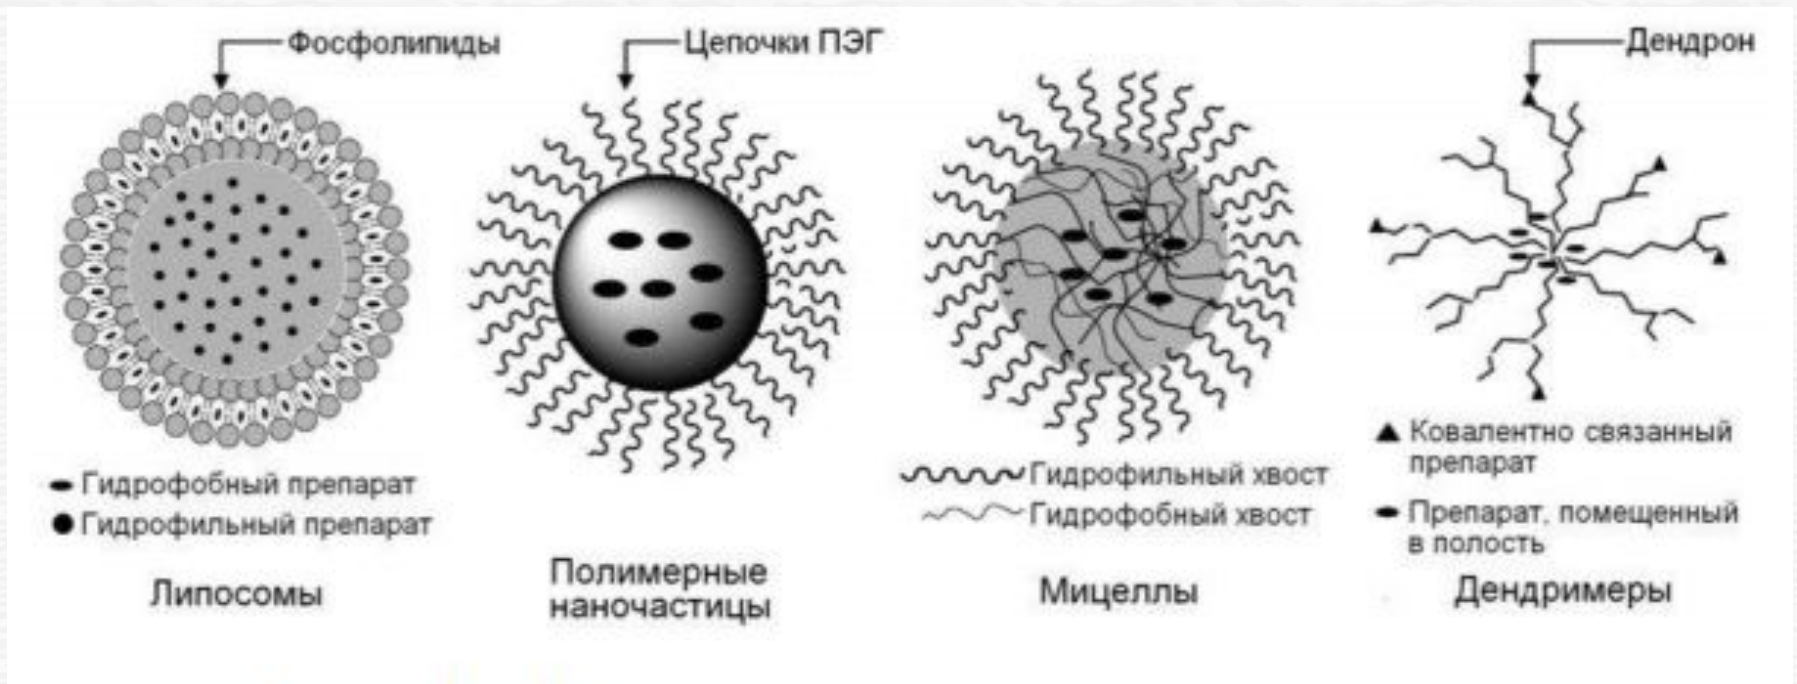 Фосфолипиды
Гидрофобный препарат
Гидрофильный препарат
Липосомы
Цепочки ПЭГ
Полимерные
наночастицы
Гидрофильный хвост
Гидрофобный хвост
Мицеллы
Дендрон
Ковалентно связанный
препарат
Препарат, помещенный
в полость
Дендримеры